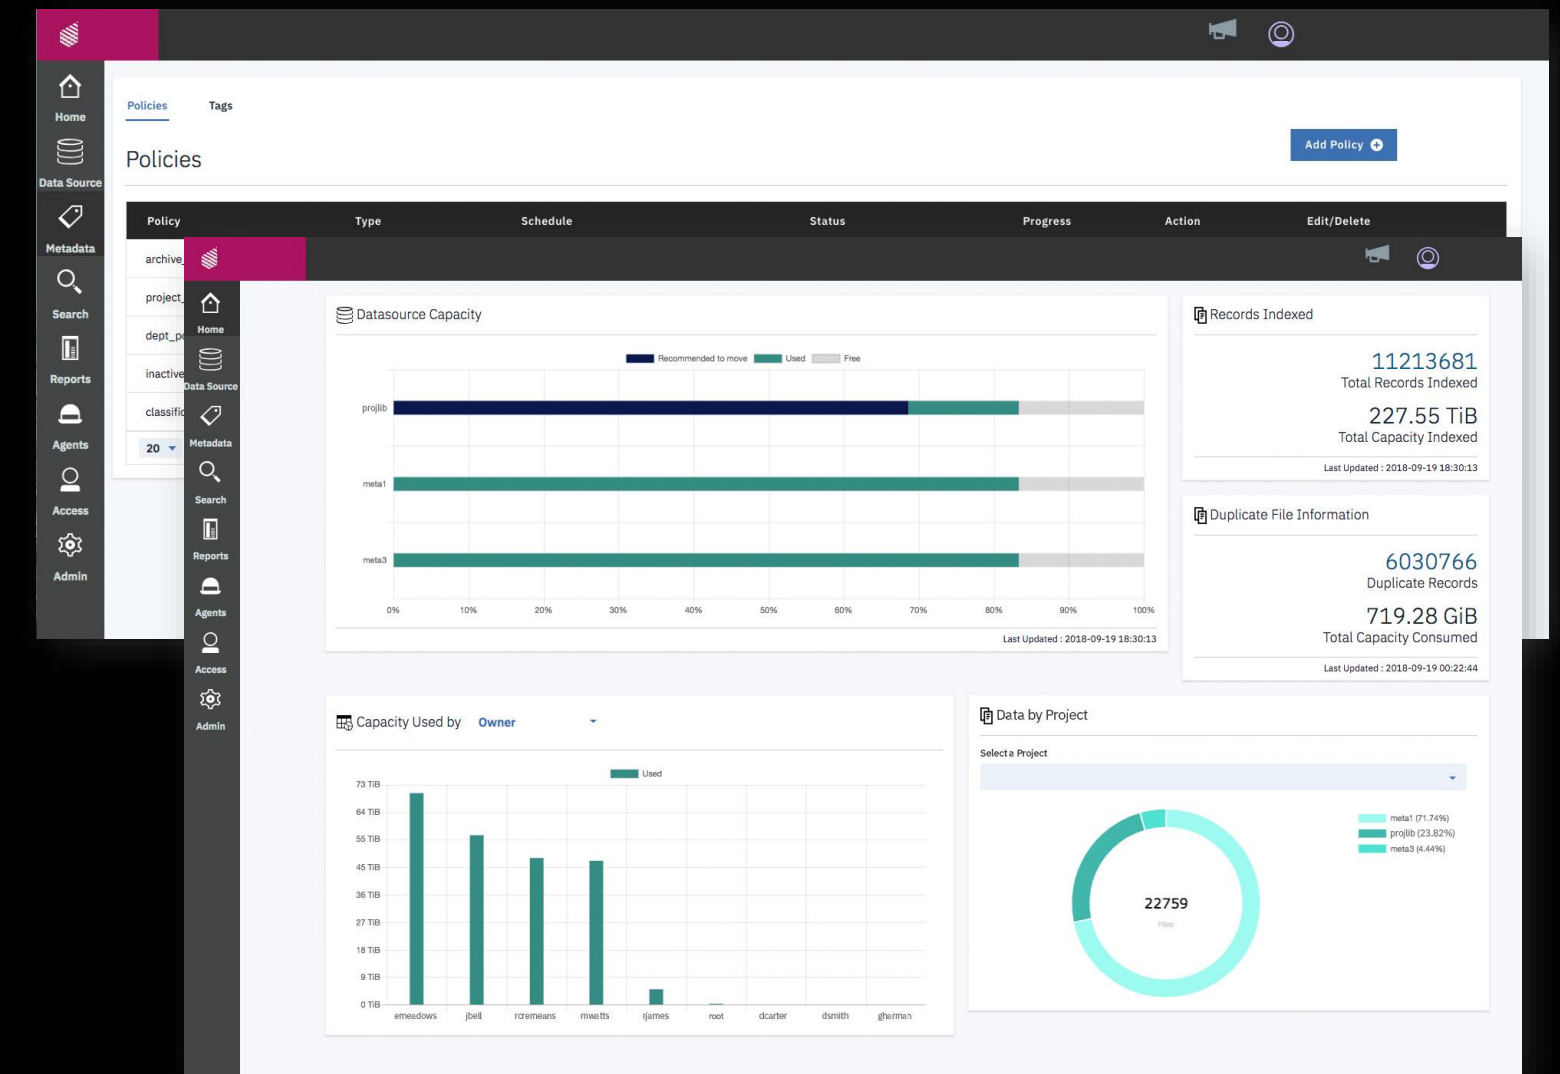 Home
Data Source
Metadata
Search
Reports
Agents
Access
Admin
Policies Tags
Policies
Add Policy
Policy Type Schedule Status Progress Action Edit/Delete
archive_
project_
dept_po
inactive
classific
20
Home
Data Source
Metadata
Search
Reports
Agents
Access
Admin
Datasource Capacity
Recommended to move Used Free
projlib
meta1
meta3
0% 10% 20% 30% 40% 50% 60% 70% 80% 90% 100%
Last Updated : 2018-09-19 18:30:13
Records Indexed
11213681
Total Records Indexed
227.55 TiB
Total Capacity Indexed
Last Updated : 2018-09-19 18:30:13
Duplicate File Information
6030766
Duplicate Records
719.28 GiB
Total Capacity Consumed
Last Updated : 2018-09-19 00:22:44
Capacity Used by Owner
Used
73 TiB
64 TiB
55 TiB
45 TiB
36 TiB
27 TiB
18 TiB
9 TiB
0 TiB
emeadows jbell rcremeans mwatts rjames root dcarter dsmith gherman
Data by Project
Select a Project
meta1 (71.74%)
projlib (23.82%)
meta3 (4.44%)
22759
Files